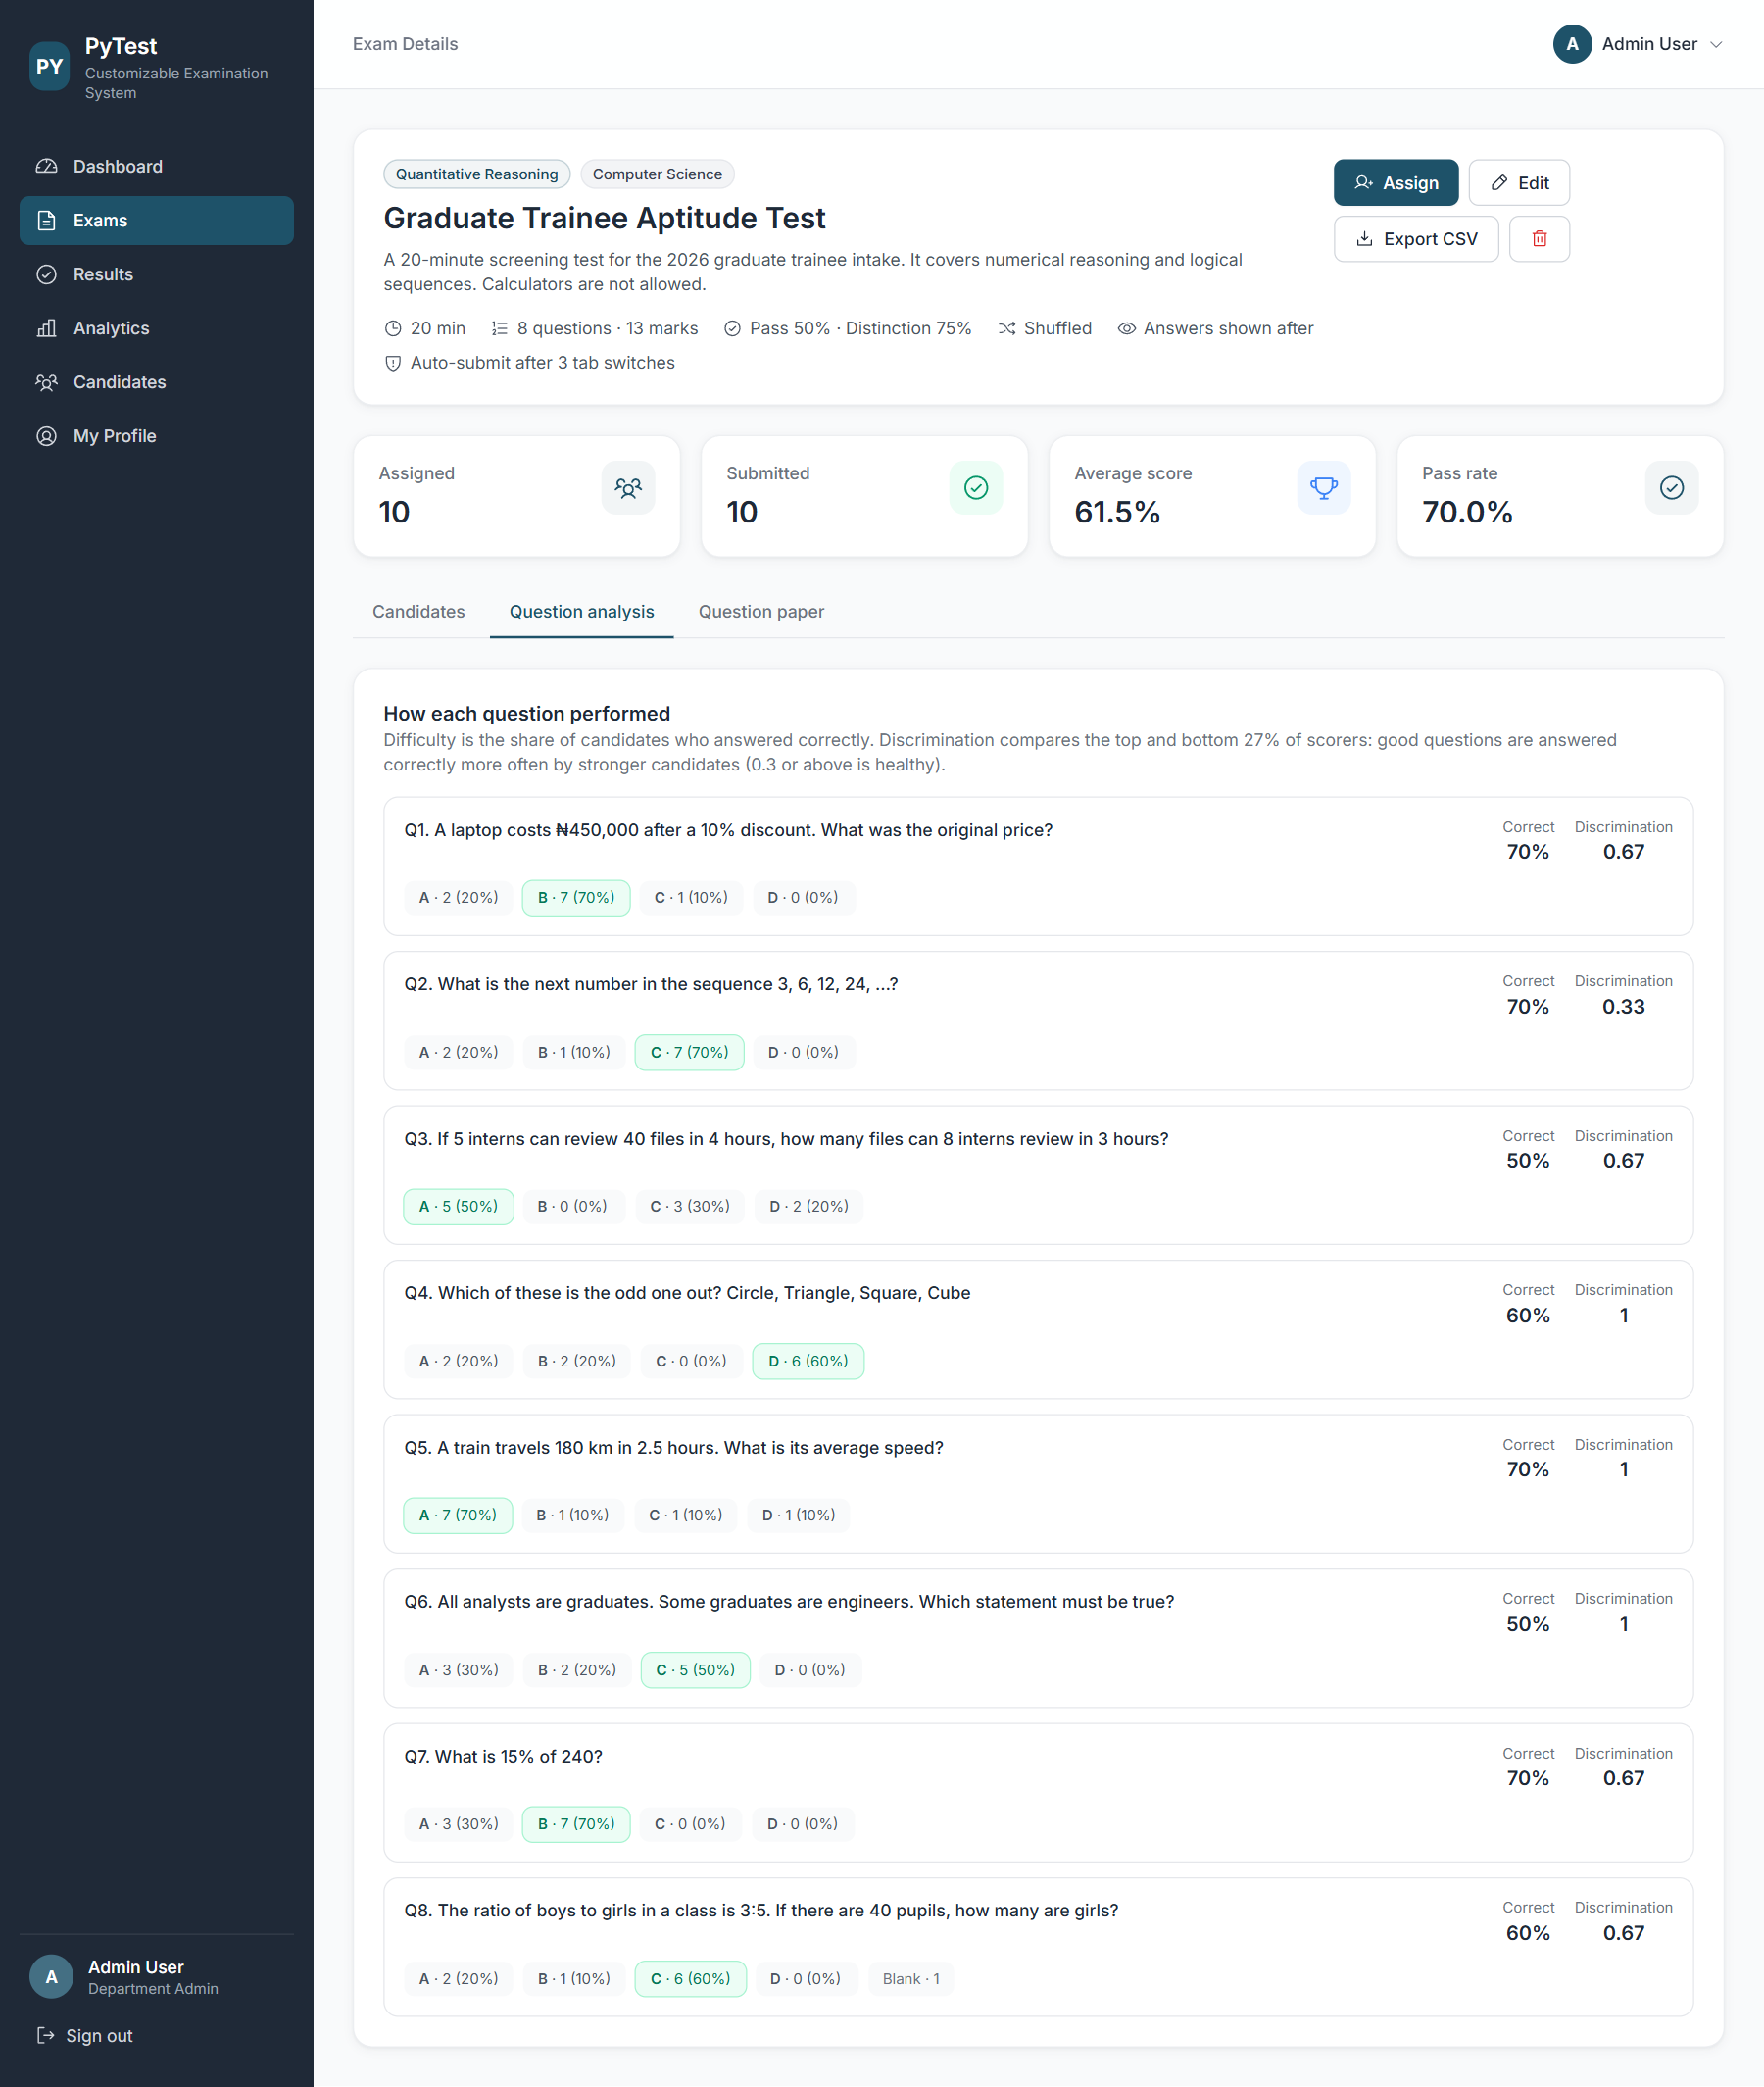 PY
PyTest
Customizable Examination
System
Dashboard
Exams
Results
Analytics
Candidates
My Profile
Admin User
Department Admin
A
Sign out
Exam Details
A
Admin User
Quantitative Reasoning
Computer Science
Graduate Trainee Aptitude Test
A 20-minute screening test for the 2026 graduate trainee intake. It covers numerical reasoning and logical
sequences. Calculators are not allowed.
20 min
8 questions · 13 marks
Pass 50% · Distinction 75%
Shuffled
Answers shown after
Auto-submit after 3 tab switches
Assign
Edit
Export CSV
Assigned
10
Submitted
10
Average score
61.5%
Pass rate
70.0%
Candidates
Question analysis
Question paper
How each question performed
Difficulty is the share of candidates who answered correctly. Discrimination compares the top and bottom 27% of scorers: good questions are answered
correctly more often by stronger candidates (0.3 or above is healthy).
Q1. A laptop costs ₦450,000 after a 10% discount. What was the original price?
Correct Discrimination
70% 0.67
A · 2 (20%) B · 7 (70%) C · 1 (10%) D · 0 (0%)
Q2. What is the next number in the sequence 3, 6, 12, 24, ...?
Correct Discrimination
70% 0.33
A · 2 (20%) B · 1 (10%) C · 7 (70%) D · 0 (0%)
Q3. If 5 interns can review 40 files in 4 hours, how many files can 8 interns review in 3 hours?
Correct Discrimination
50% 0.67
A · 5 (50%) B · 0 (0%) C · 3 (30%) D · 2 (20%)
Q4. Which of these is the odd one out? Circle, Triangle, Square, Cube
Correct Discrimination
60% 1
A · 2 (20%) B · 2 (20%) C · 0 (0%) D · 6 (60%)
Q5. A train travels 180 km in 2.5 hours. What is its average speed?
Correct Discrimination
70% 1
A · 7 (70%) B · 1 (10%) C · 1 (10%) D · 1 (10%)
Q6. All analysts are graduates. Some graduates are engineers. Which statement must be true?
Correct Discrimination
50% 1
A · 3 (30%) B · 2 (20%) C · 5 (50%) D · 0 (0%)
Q7. What is 15% of 240?
Correct Discrimination
70% 0.67
A · 3 (30%) B · 7 (70%) C · 0 (0%) D · 0 (0%)
Q8. The ratio of boys to girls in a class is 3:5. If there are 40 pupils, how many are girls?
Correct Discrimination
60% 0.67
A · 2 (20%) B · 1 (10%) C · 6 (60%) D · 0 (0%) Blank · 1